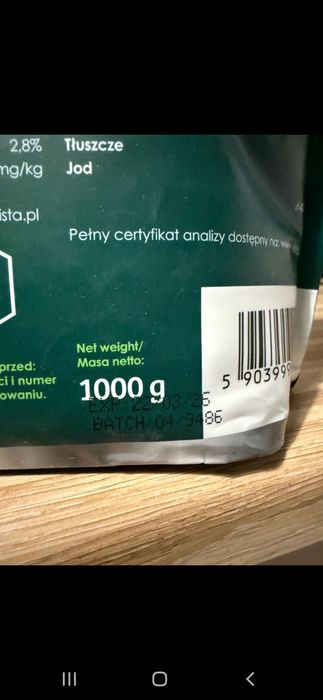 2,8% Tłuszcze
mg/kg Jod
ista.pl
Pełny certyfikat analizy dostępny na:
Net weight/
Masa netto:
1000 g
przed:
ci i numer
owaniu.
5 903999
EXP 22/03/26
BATCH 04/9486